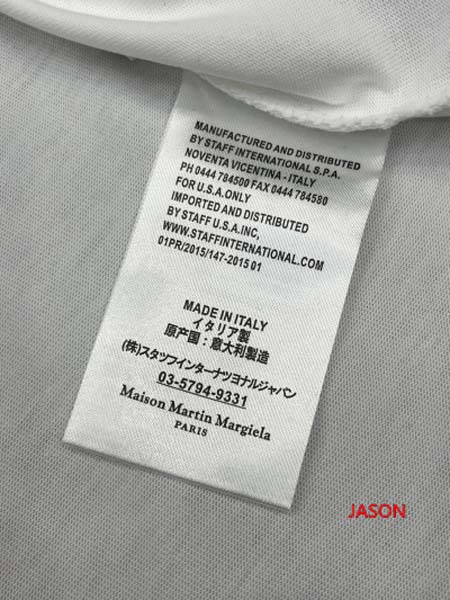 MANUFACTURED AND DISTRIBUTED
BY STAFF INTERNATIONAL S.P.A.
NOVENTA VICENTINA - ITALY
PH 0444 784500 FAX 0444 784580
FOR U.S.A.ONLY
IMPORTED AND DISTRIBUTED
BY STAFF U.S.A.INC,
WWW.STAFFINTERNATIONAL.COM
01PR/2015/147-2015 01
MADE IN ITALY
イタリア製
原产国：意大利製造
(株)スタツフインターナツヨナルジャパン
03-5794-9331
Maison Martin Margiela
PARIS
JASON